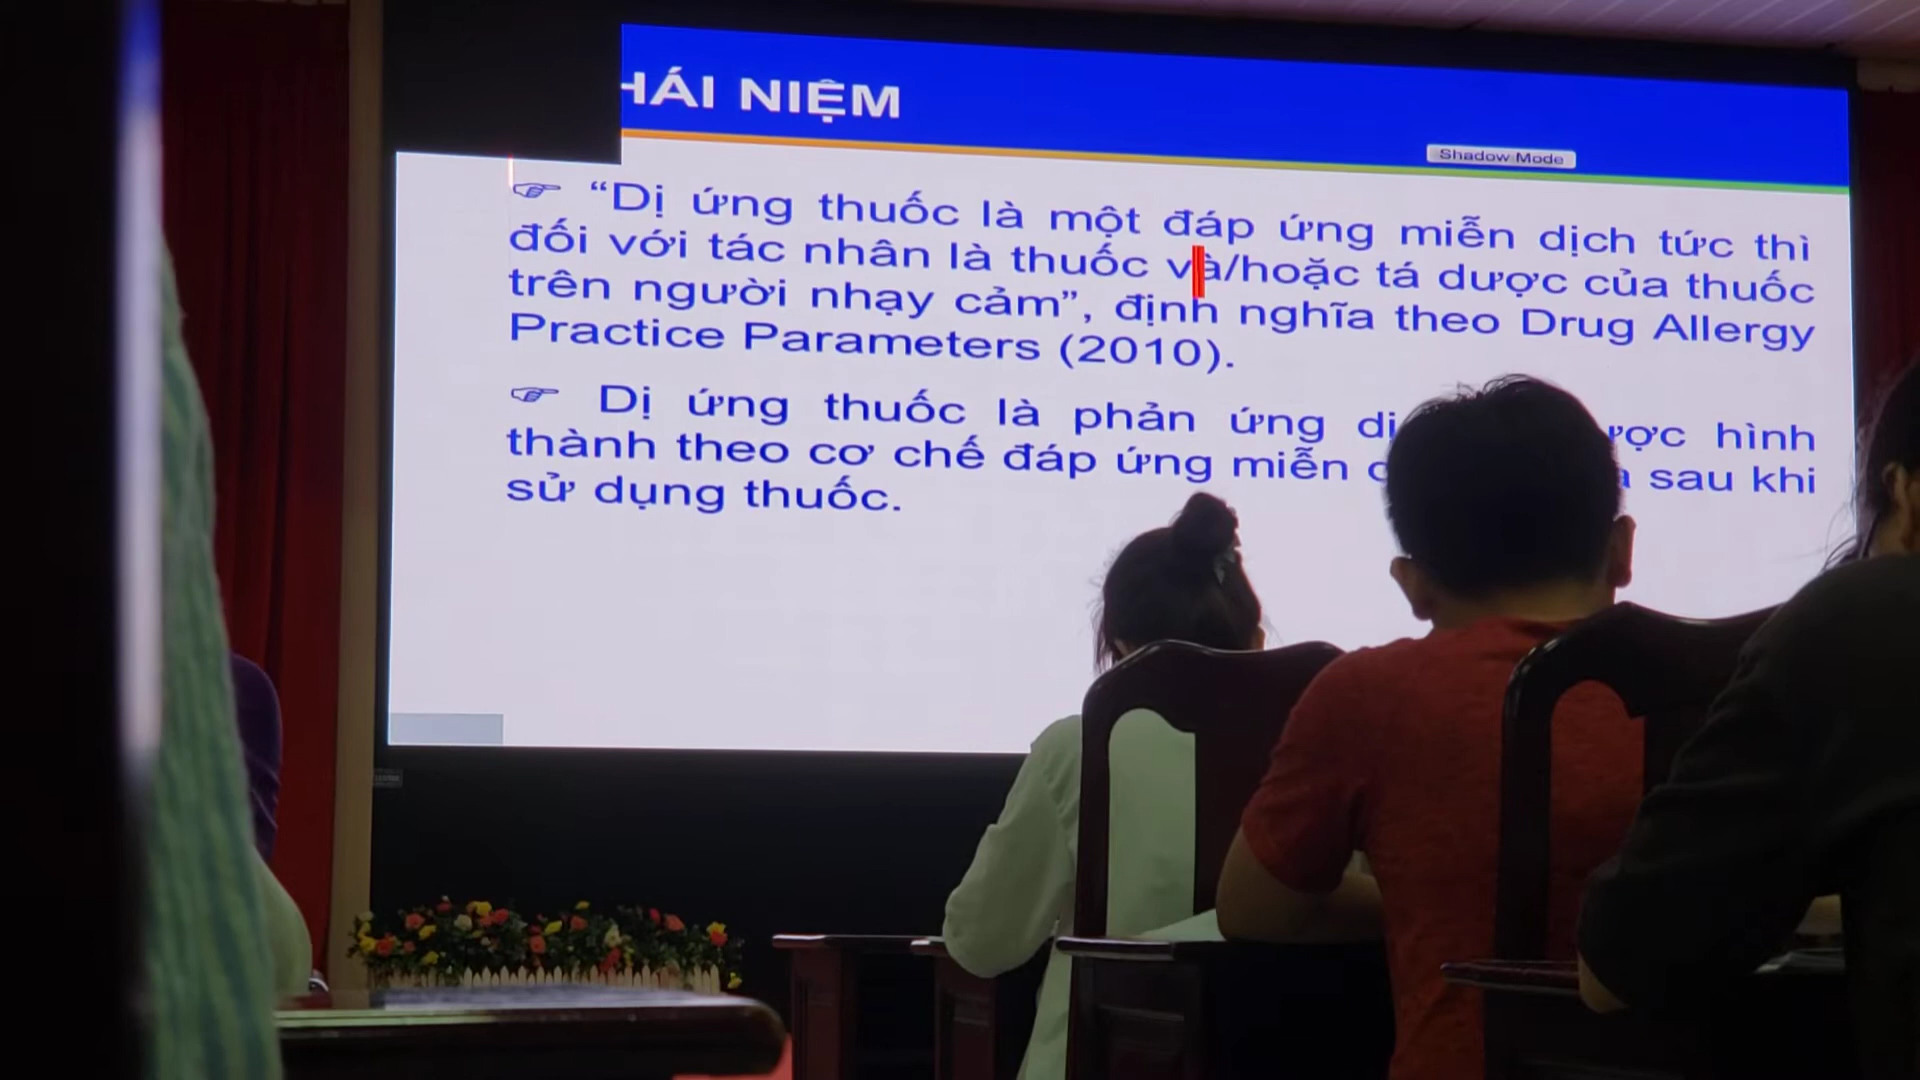 HÁI NIỆM
Shadow Mode
☞ “Dị ứng thuốc là một đáp ứng miễn dịch tức thì
đối với tác nhân là thuốc và/hoặc tá dược của thuốc
trên người nhạy cảm”, định nghĩa theo Drug Allergy
Practice Parameters (2010).
☞ Dị ứng thuốc là phản ứng hình
thành theo cơ chế đáp ứng miễn sau khi
sử dụng thuốc.